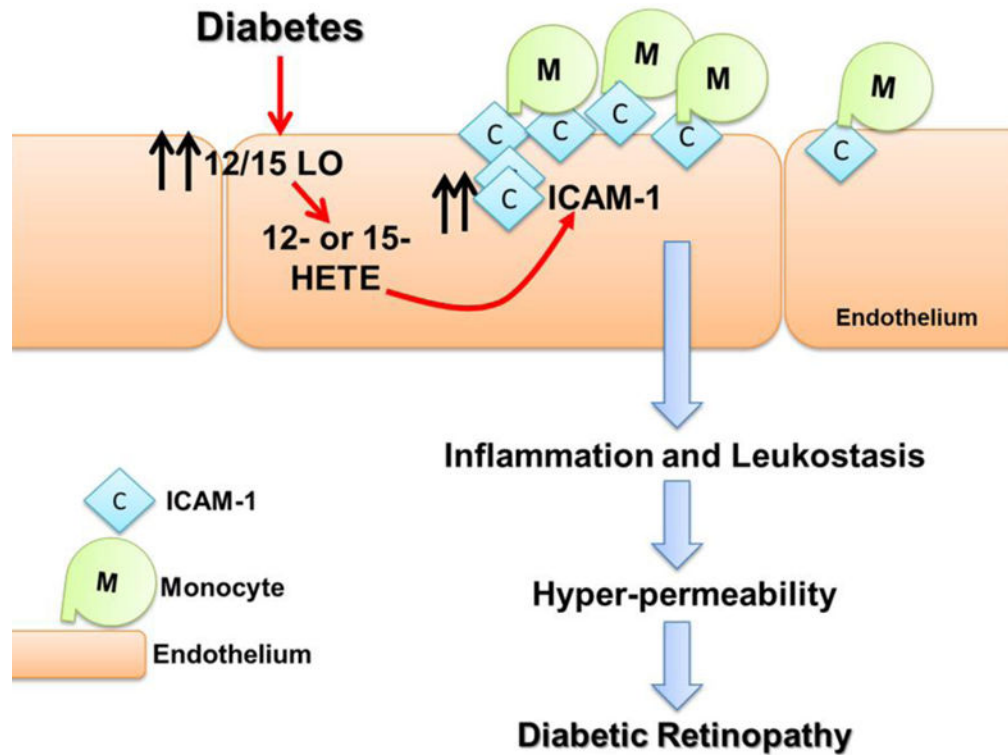 Diabetes
M
M
M
M
C
C
C
C
C
C
12/15 LO
ICAM-1
12- or 15-
HETE
Endothelium
Inflammation and Leukostasis
C
ICAM-1
M
Monocyte
Hyper-permeability
Endothelium
Diabetic Retinopathy